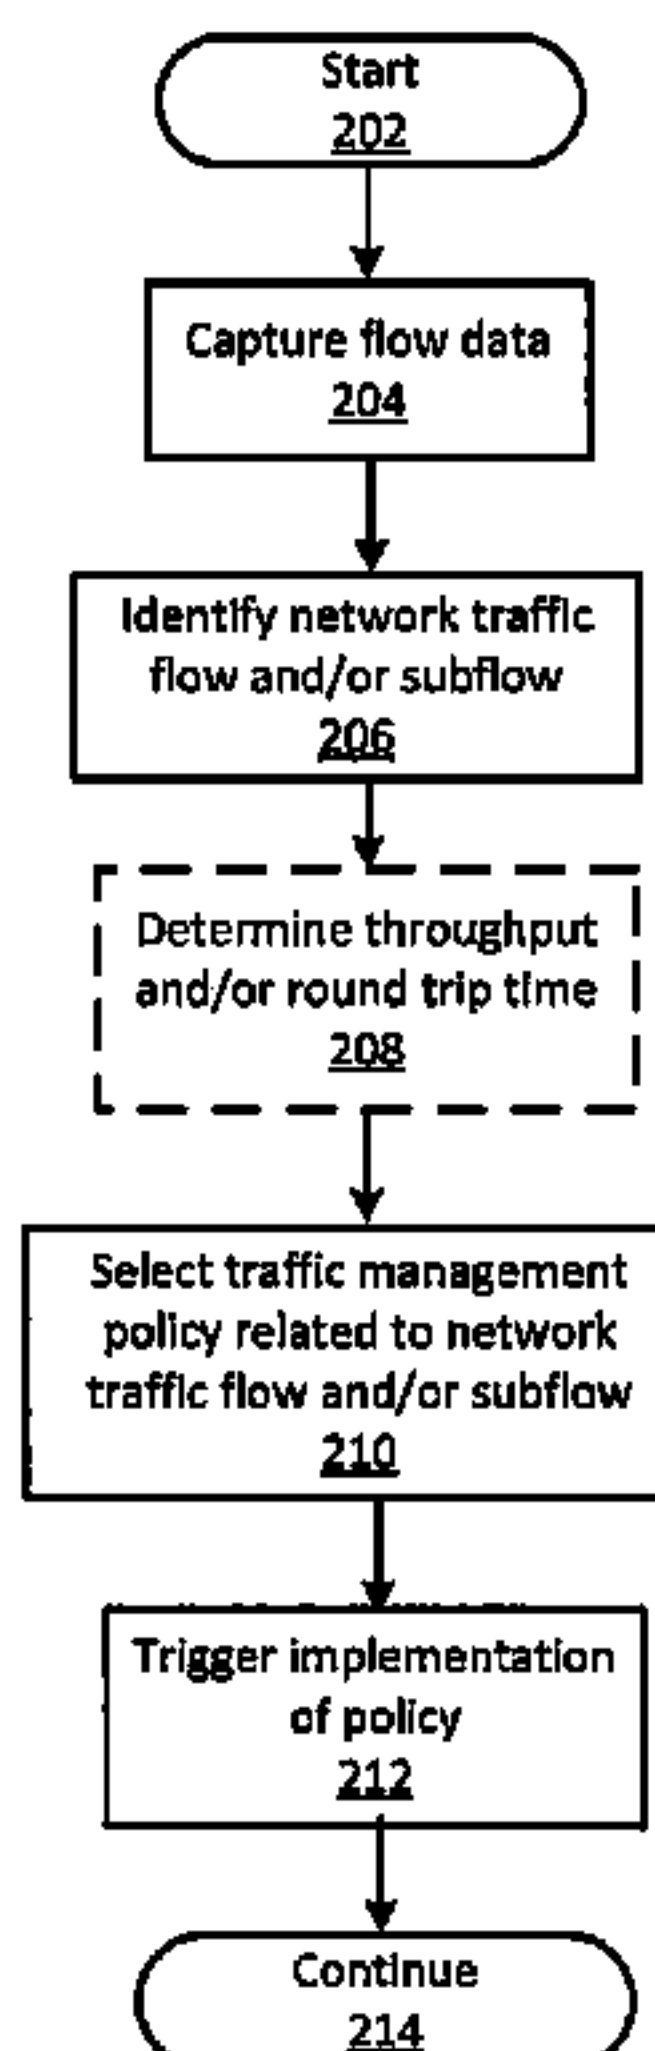 Start
202
Capture flow data
204
Identify network traffic
flow and/or subflow
206
Determine throughput
and/or round trip time
208
Select traffic management
policy related to network
traffic flow and/or subflow
210
Trigger implementation
of policy
212
Continue
214